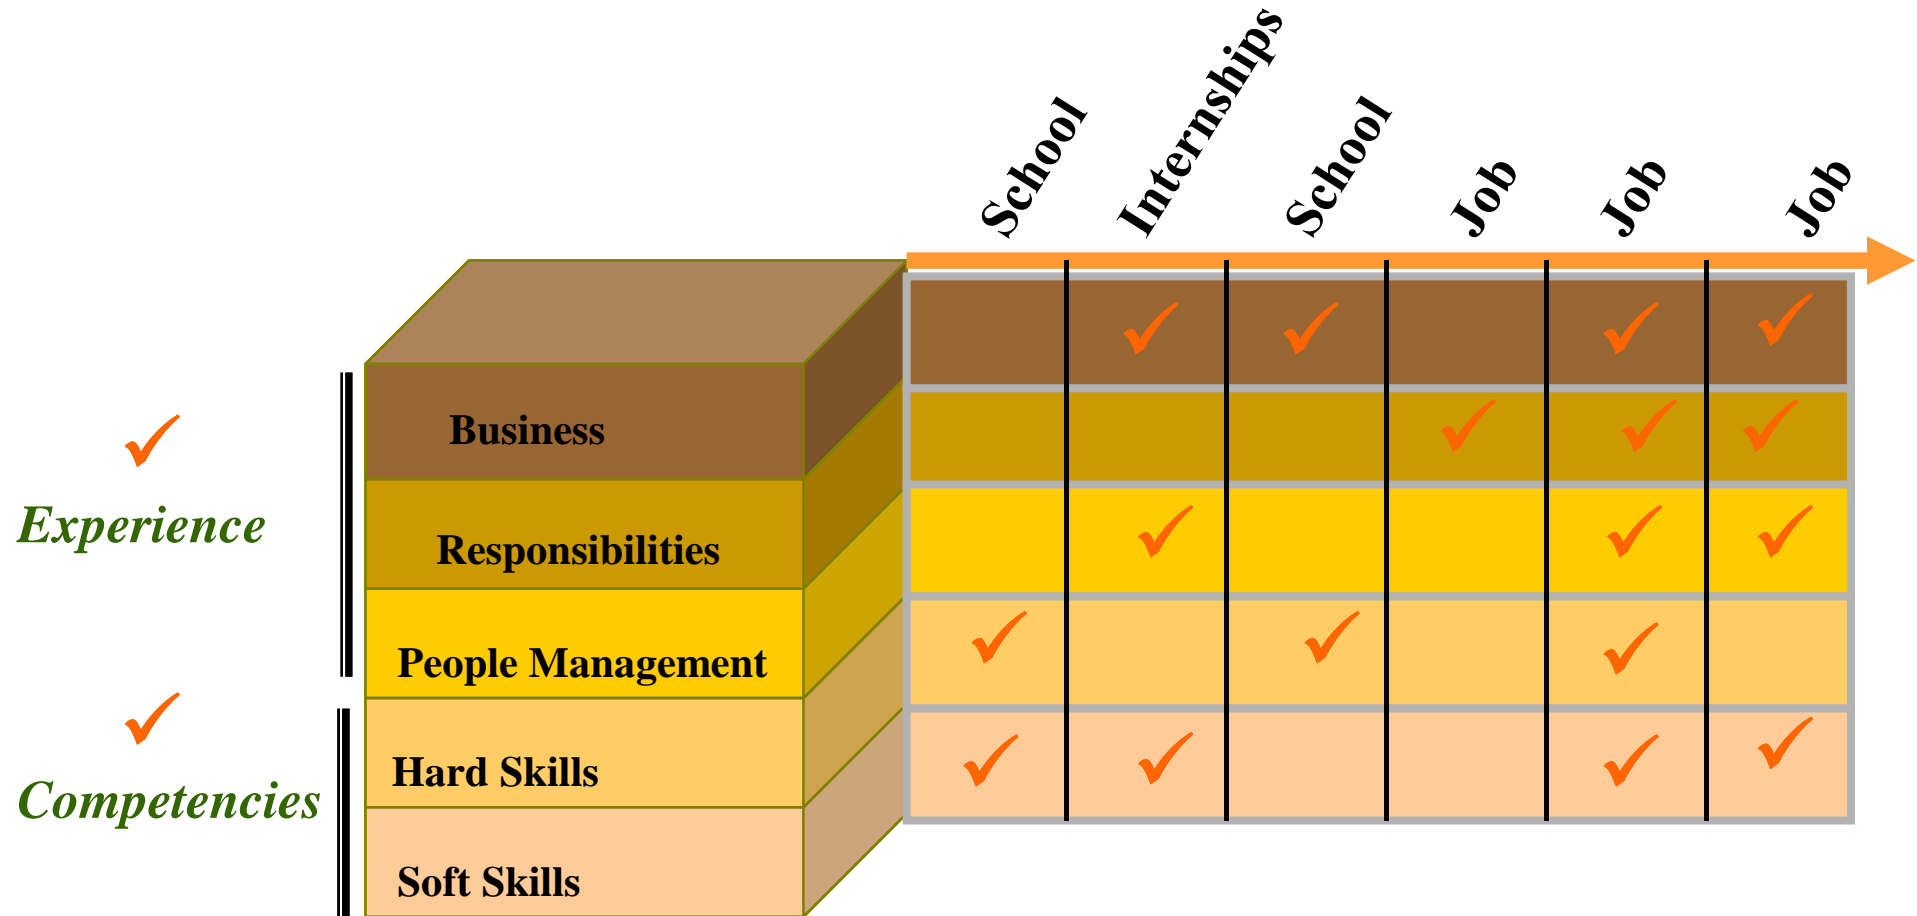 School
Internships
School
Job
Job
Job
Business
Experience
Responsibilities
People Management
Competencies
Hard Skills
Soft Skills